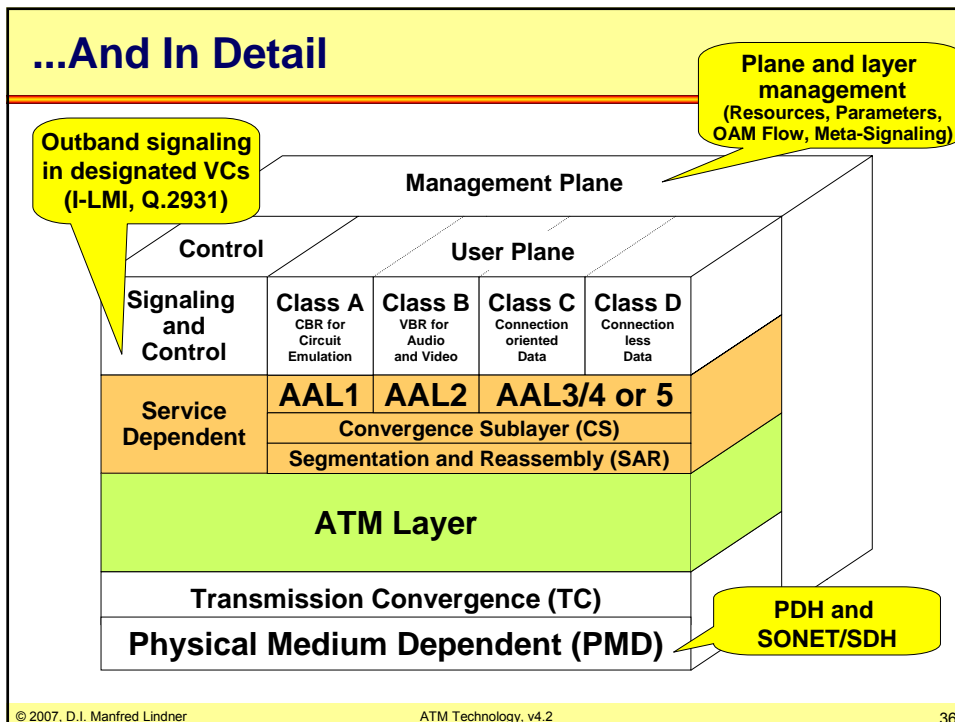 ...And In Detail
Plane and layer
management
(Resources, Parameters,
OAM Flow, Meta-Signaling)
Outband signaling
in designated VCs
(I-LMI, Q.2931)
Management Plane
Control
User Plane
Signaling
and
Control
Class A
CBR for
Circuit
Emulation
Class B
VBR for
Audio
and Video
Class C
Connection
oriented
Data
Class D
Connection
less
Data
Service
Dependent
AAL1
AAL2
AAL3/4 or 5
Convergence Sublayer (CS)
Segmentation and Reassembly (SAR)
ATM Layer
Transmission Convergence (TC)
Physical Medium Dependent (PMD)
PDH and
SONET/SDH
© 2007, D.I. Manfred Lindner
ATM Technology, v4.2
36